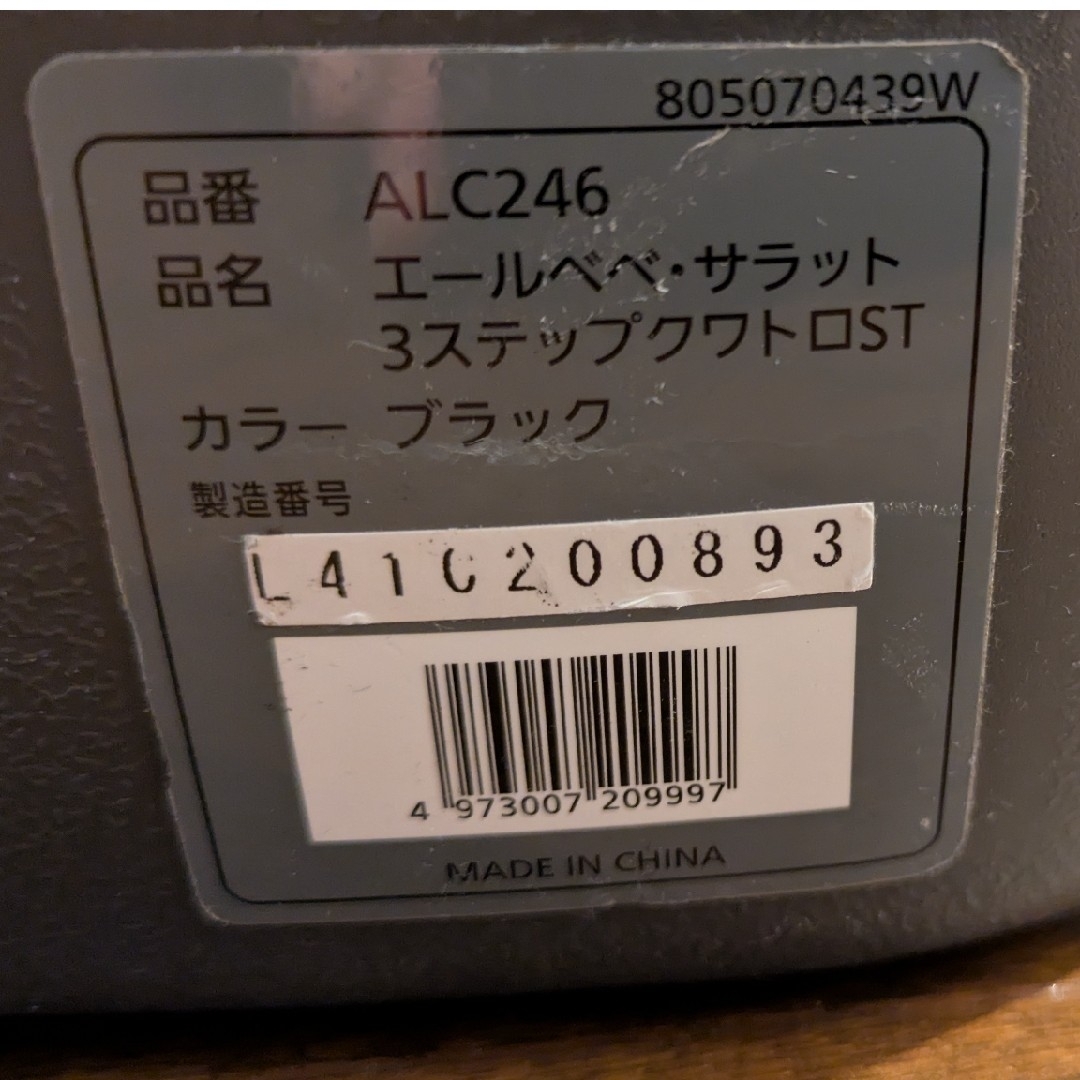 805070439W
品番 ALC246
品名 エールベベ・サラット
3ステップクワトロST
カラー ブラック
製造番号
L41C200893
4 973007 209997
MADE IN CHINA